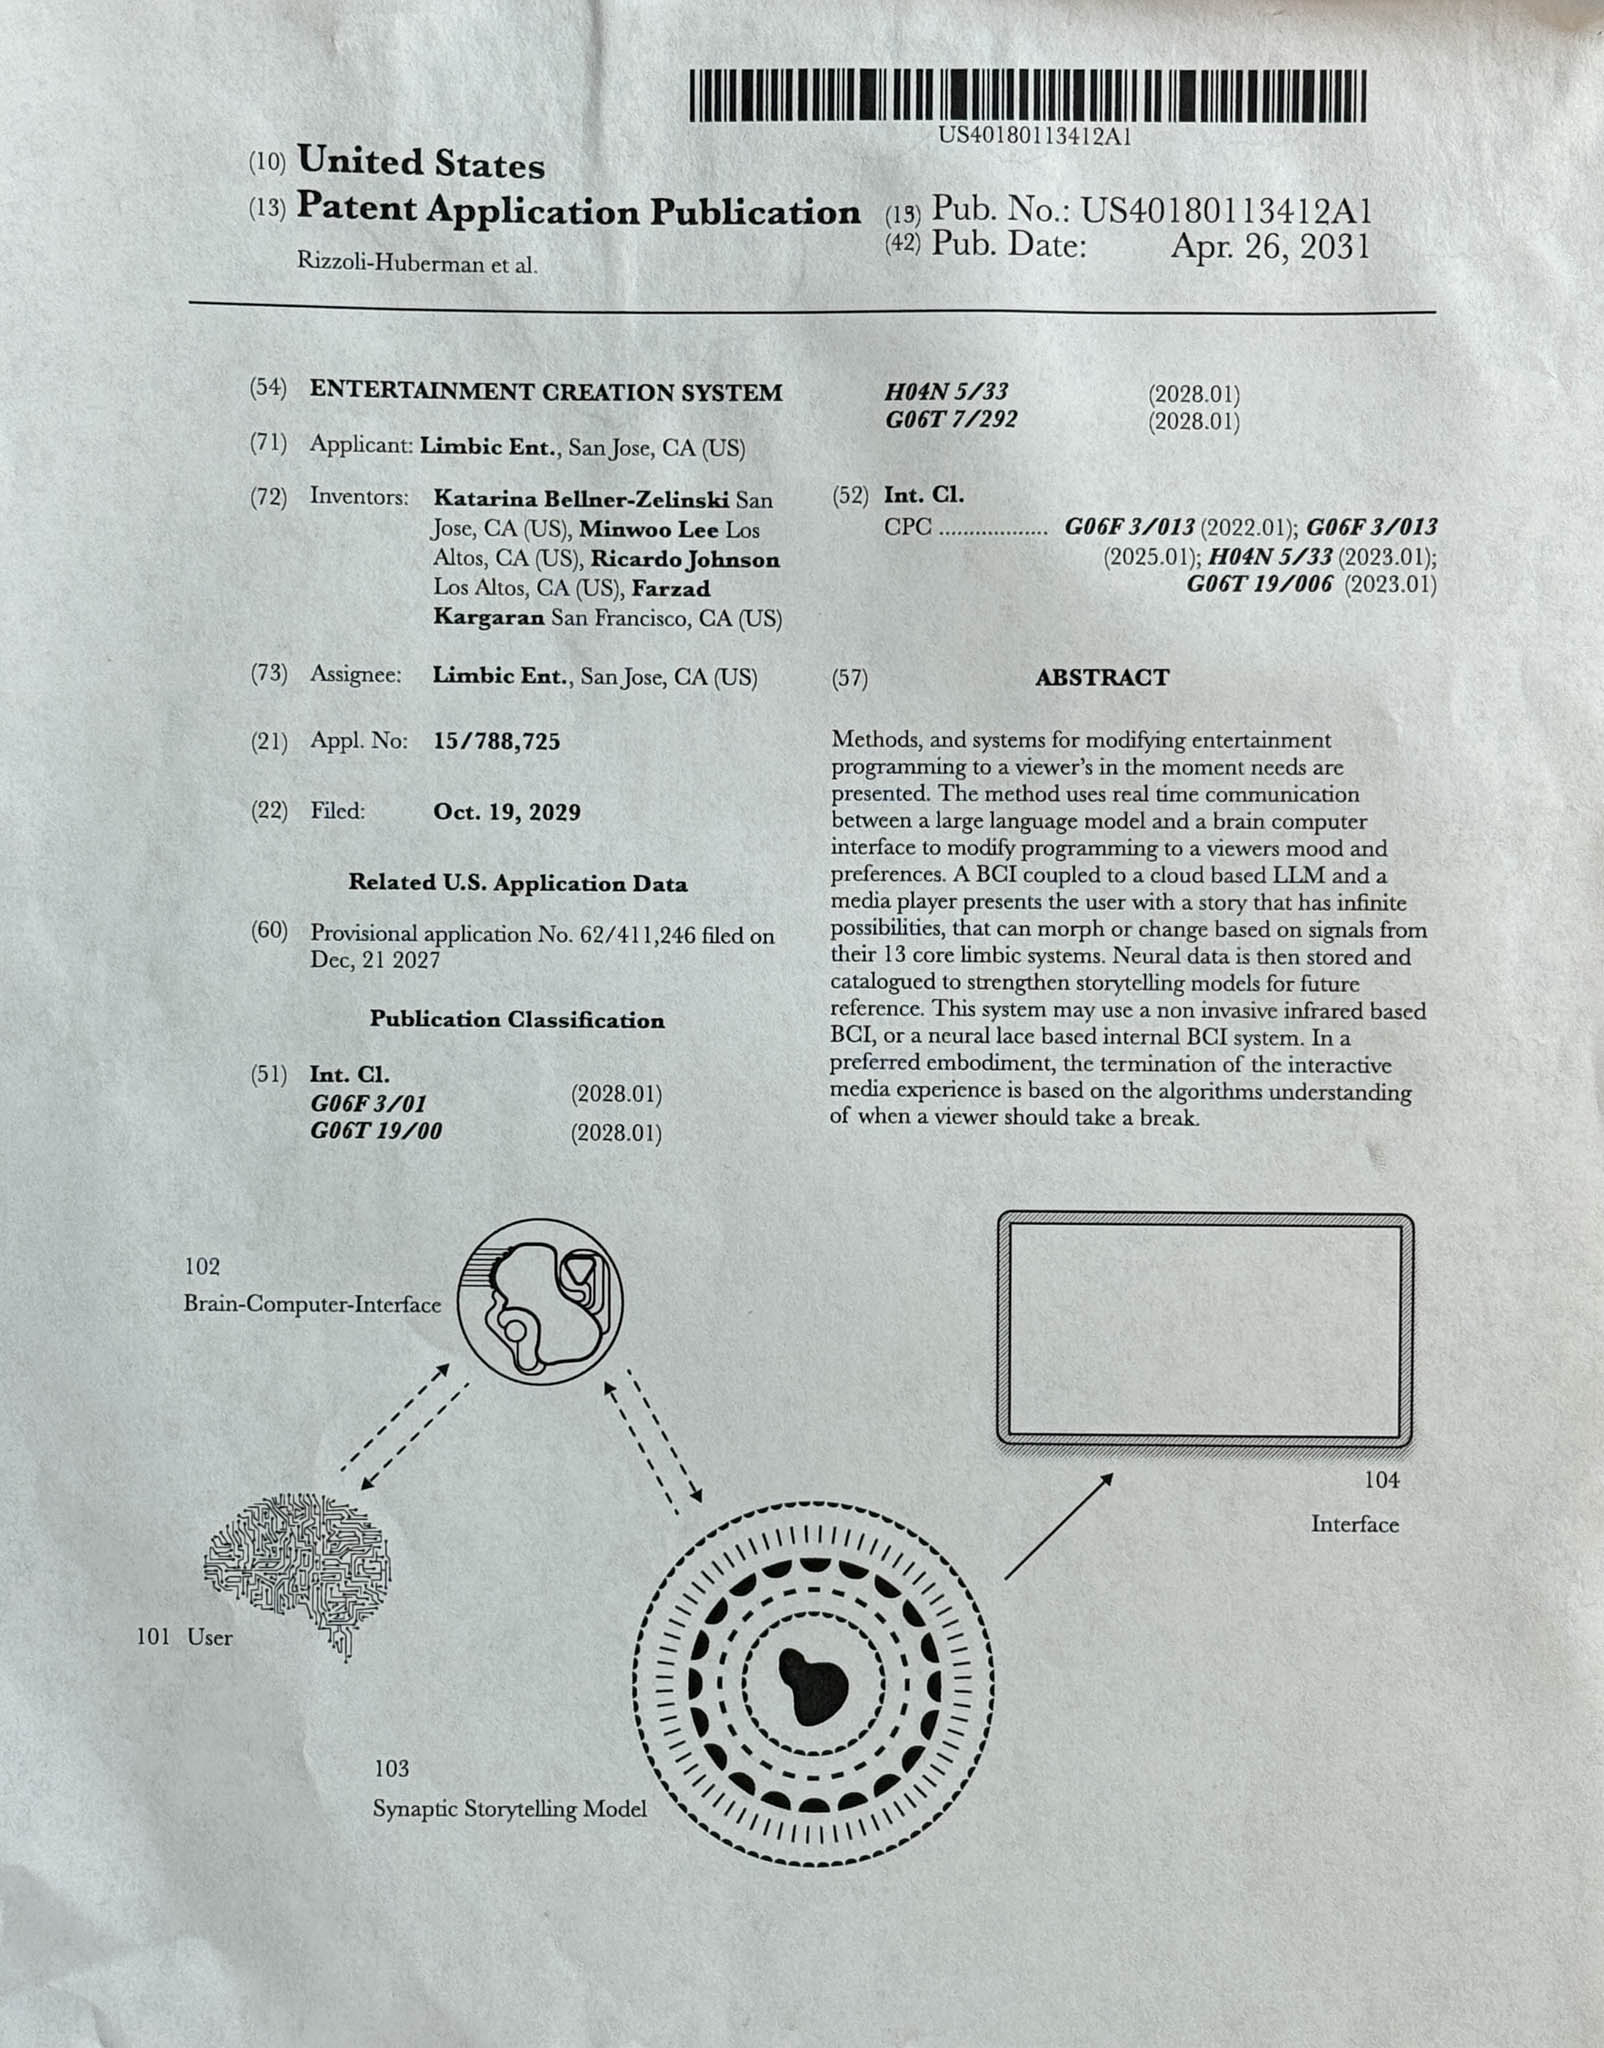 US40180113412A1
(10) United States
(13) Patent Application Publication
Rizzoli-Huberman et al.
(13) Pub. No.: US40180113412A1
(42) Pub. Date: Apr. 26, 2031
(54) ENTERTAINMENT CREATION SYSTEM
(71) Applicant: Limbic Ent., San Jose, CA (US)
(72) Inventors: Katarina Bellner-Zelinski San
Jose, CA (US), Minwoo Lee Los
Altos, CA (US), Ricardo Johnson
Los Altos, CA (US), Farzad
Kargaran San Francisco, CA (US)
(73) Assignee: Limbic Ent., San Jose, CA (US)
(21) Appl. No: 15/788,725
(22) Filed: Oct. 19, 2029
Related U.S. Application Data
(60) Provisional application No. 62/411,246 filed on
Dec, 21 2027
Publication Classification
(51) Int. Cl.
G06F 3/01 (2028.01)
G06T 19/00 (2028.01)
H04N 5/33 (2028.01)
G06T 7/292 (2028.01)
(52) Int. Cl.
CPC .................. G06F 3/013 (2022.01); G06F 3/013
(2025.01); H04N 5/33 (2023.01);
G06T 19/006 (2023.01)
(57) ABSTRACT
Methods, and systems for modifying entertainment
programming to a viewer's in the moment needs are
presented. The method uses real time communication
between a large language model and a brain computer
interface to modify programming to a viewers mood and
preferences. A BCI coupled to a cloud based LLM and a
media player presents the user with a story that has infinite
possibilities, that can morph or change based on signals from
their 13 core limbic systems. Neural data is then stored and
catalogued to strengthen storytelling models for future
reference. This system may use a non invasive infrared based
BCI, or a neural lace based internal BCI system. In a
preferred embodiment, the termination of the interactive
media experience is based on the algorithms understanding
of when a viewer should take a break.
102
Brain-Computer-Interface
104
Interface
101 User
103
Synaptic Storytelling Model